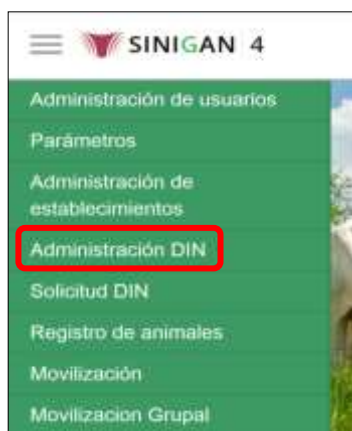 SINIGAN 4
Administración de usuarios
Parámetros
Administración de
establecimientos
Administración DIN
Solicitud DIN
Registro de animales
Movilización
Movilizacion Grupal